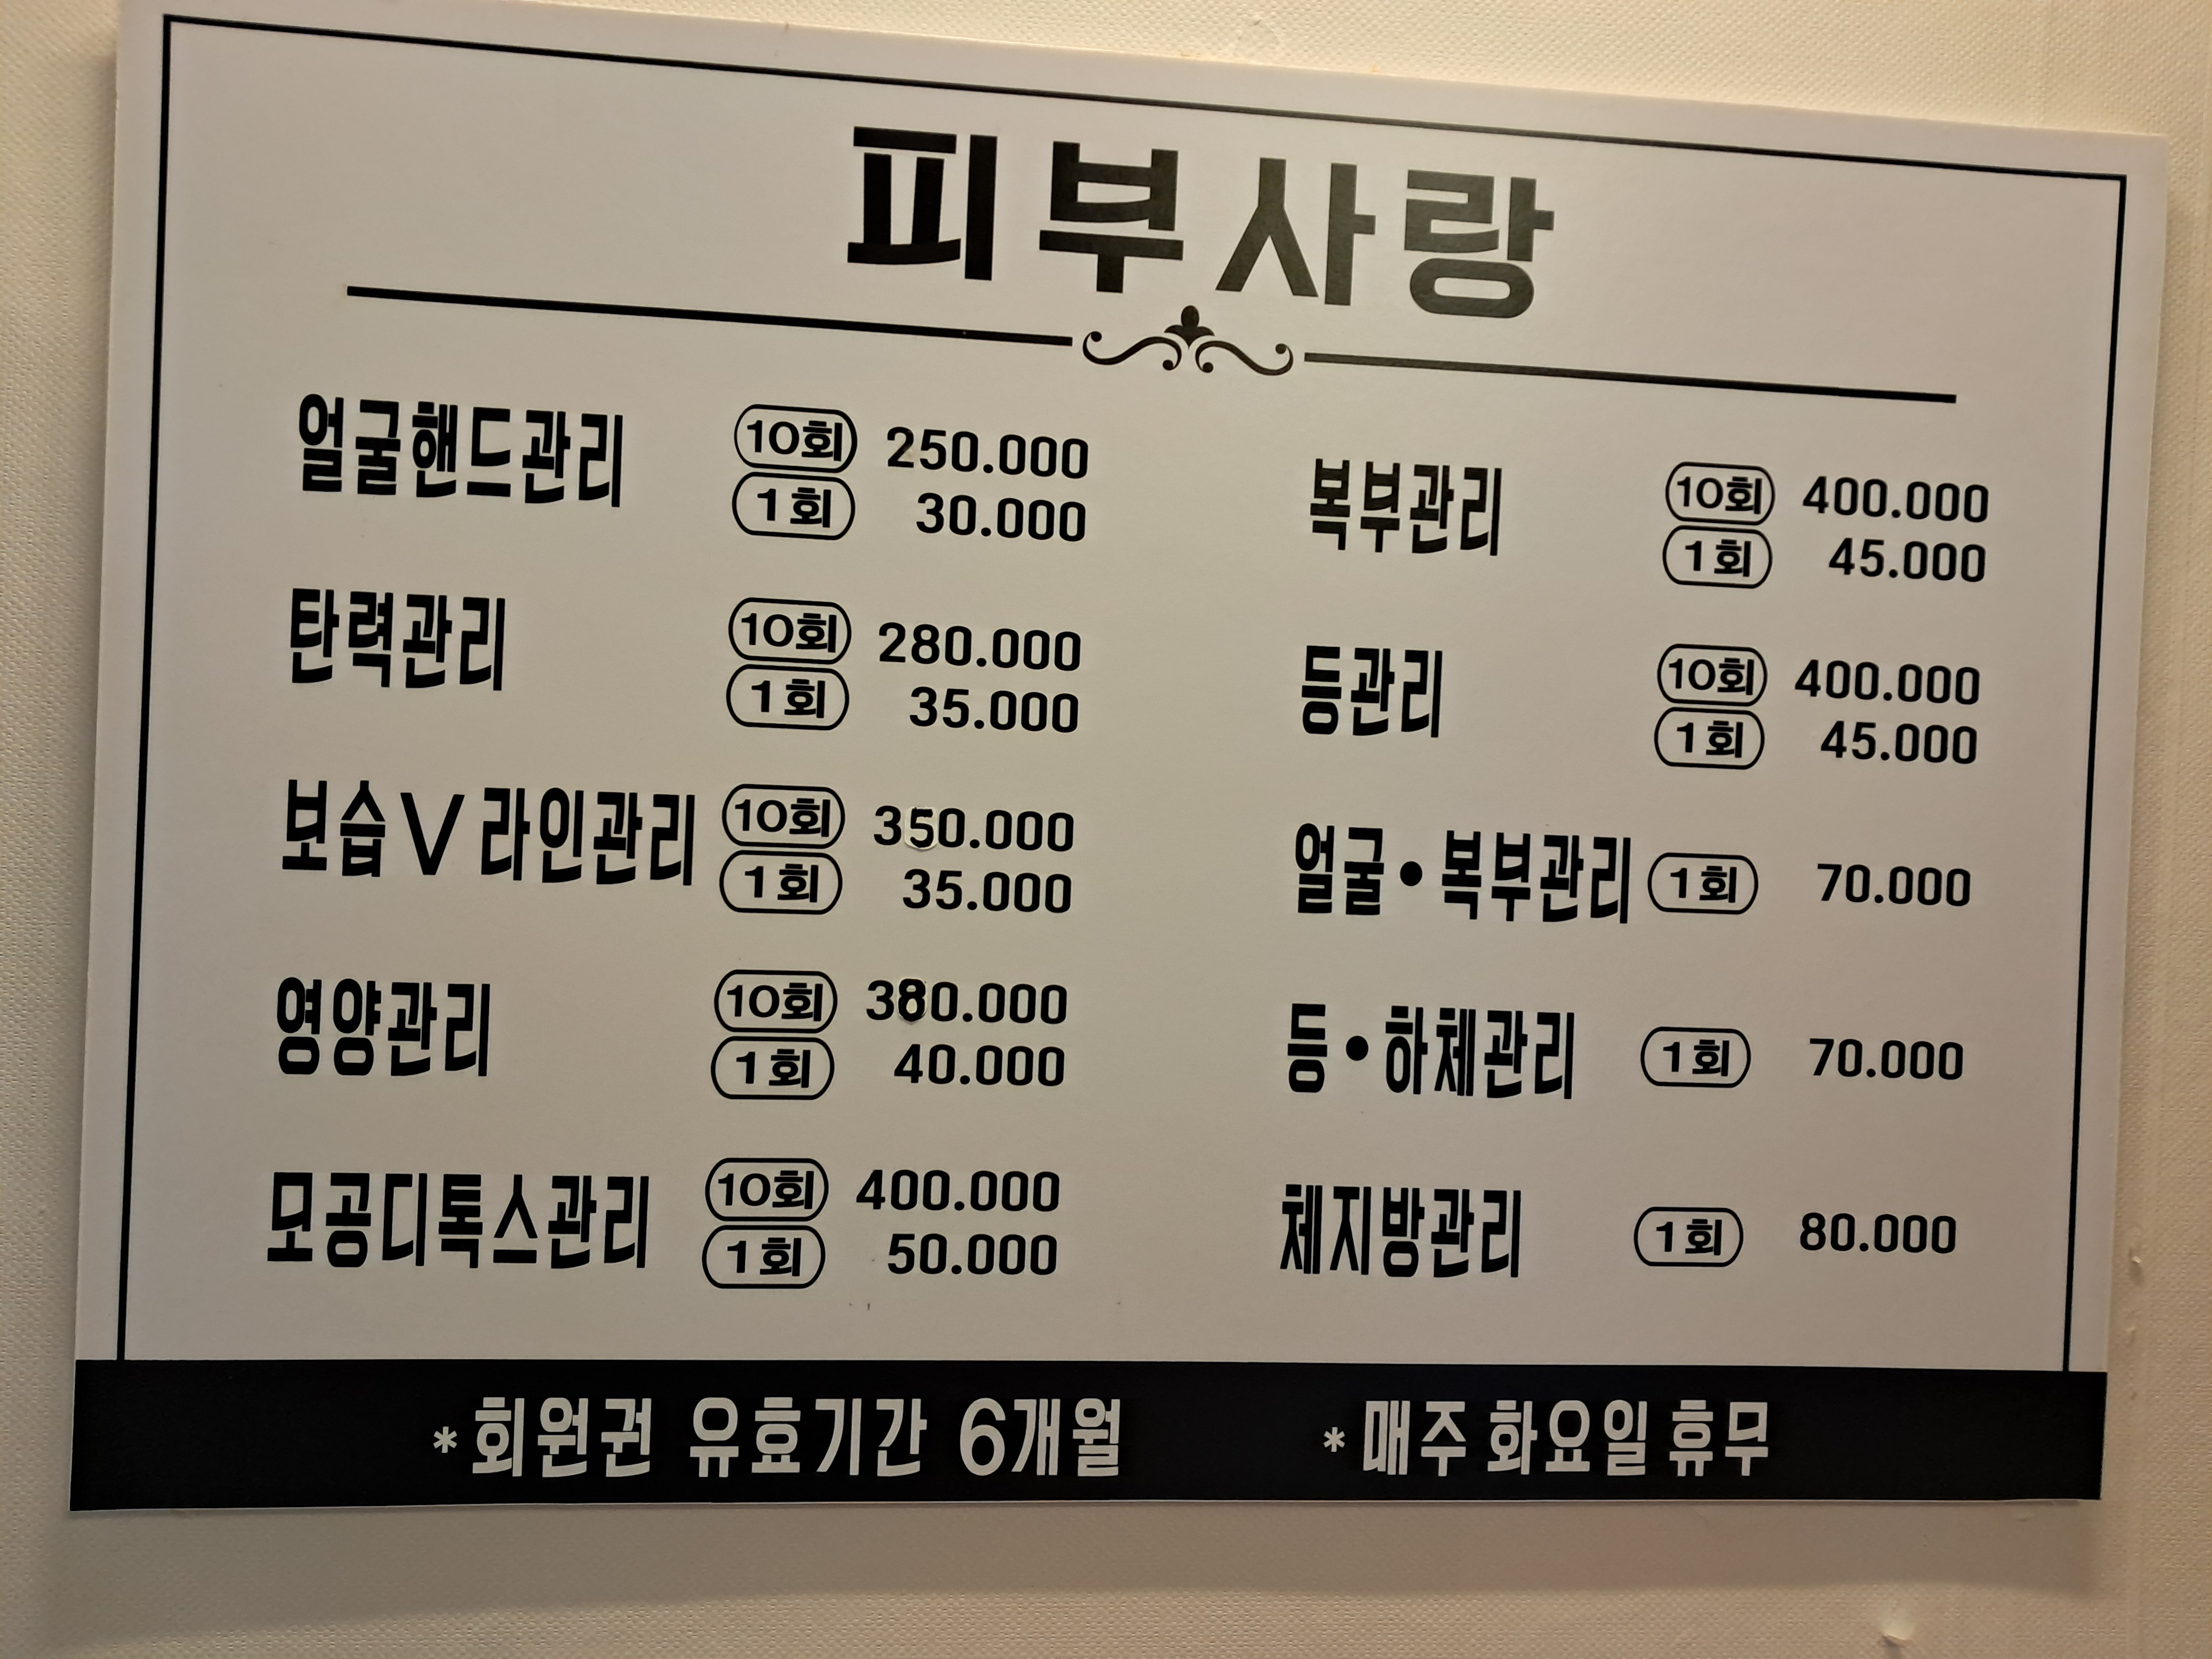 피부사랑
얼굴핸드관리 10회 250.000
1회 30.000
탄력관리 10회 280.000
1회 35.000
보습V라인관리 10회 350.000
1회 35.000
영양관리 10회 380.000
1회 40.000
모공디톡스관리 10회 400.000
1회 50.000
복부관리 10회 400.000
1회 45.000
등관리 10회 400.000
1회 45.000
얼굴•복부관리 1회 70.000
등•하체관리 1회 70.000
체지방관리 1회 80.000
*회원권 유효기간 6개월 *매주 화요일 휴무